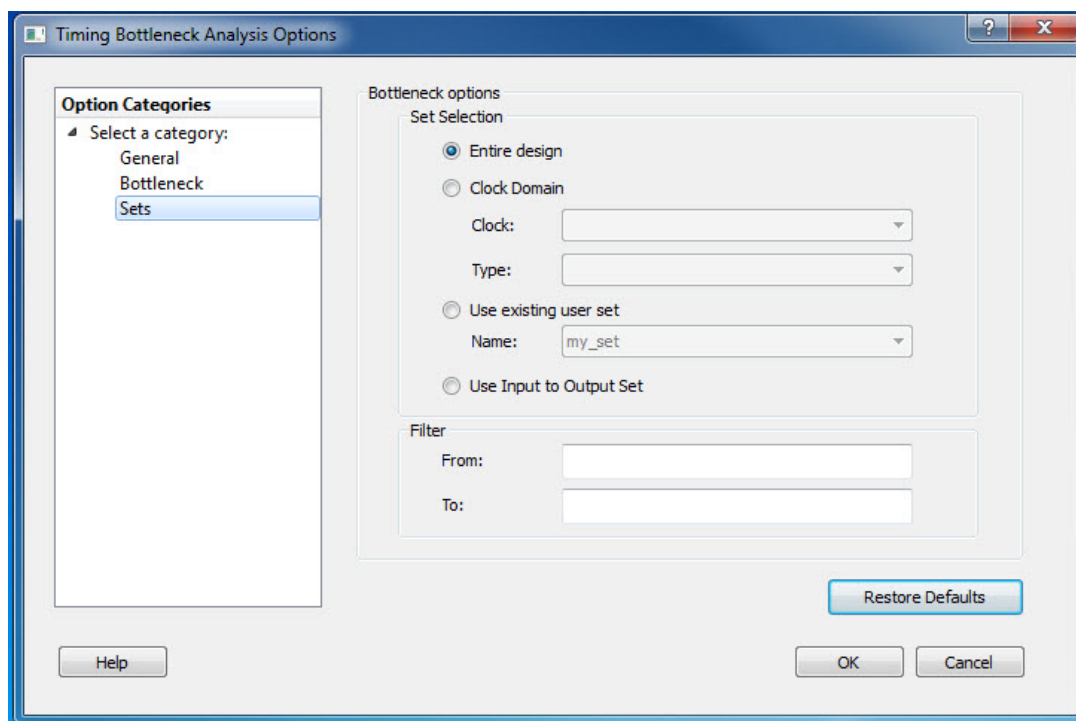 Timing Bottleneck Analysis Options
Option Categories
Select a category:
General
Bottleneck
Sets
Bottleneck options
Set Selection
Entire design
Clock Domain
Clock:
Type:
Use existing user set
Name: my_set
Use Input to Output Set
Filter
From:
To:
Restore Defaults
Help OK Cancel